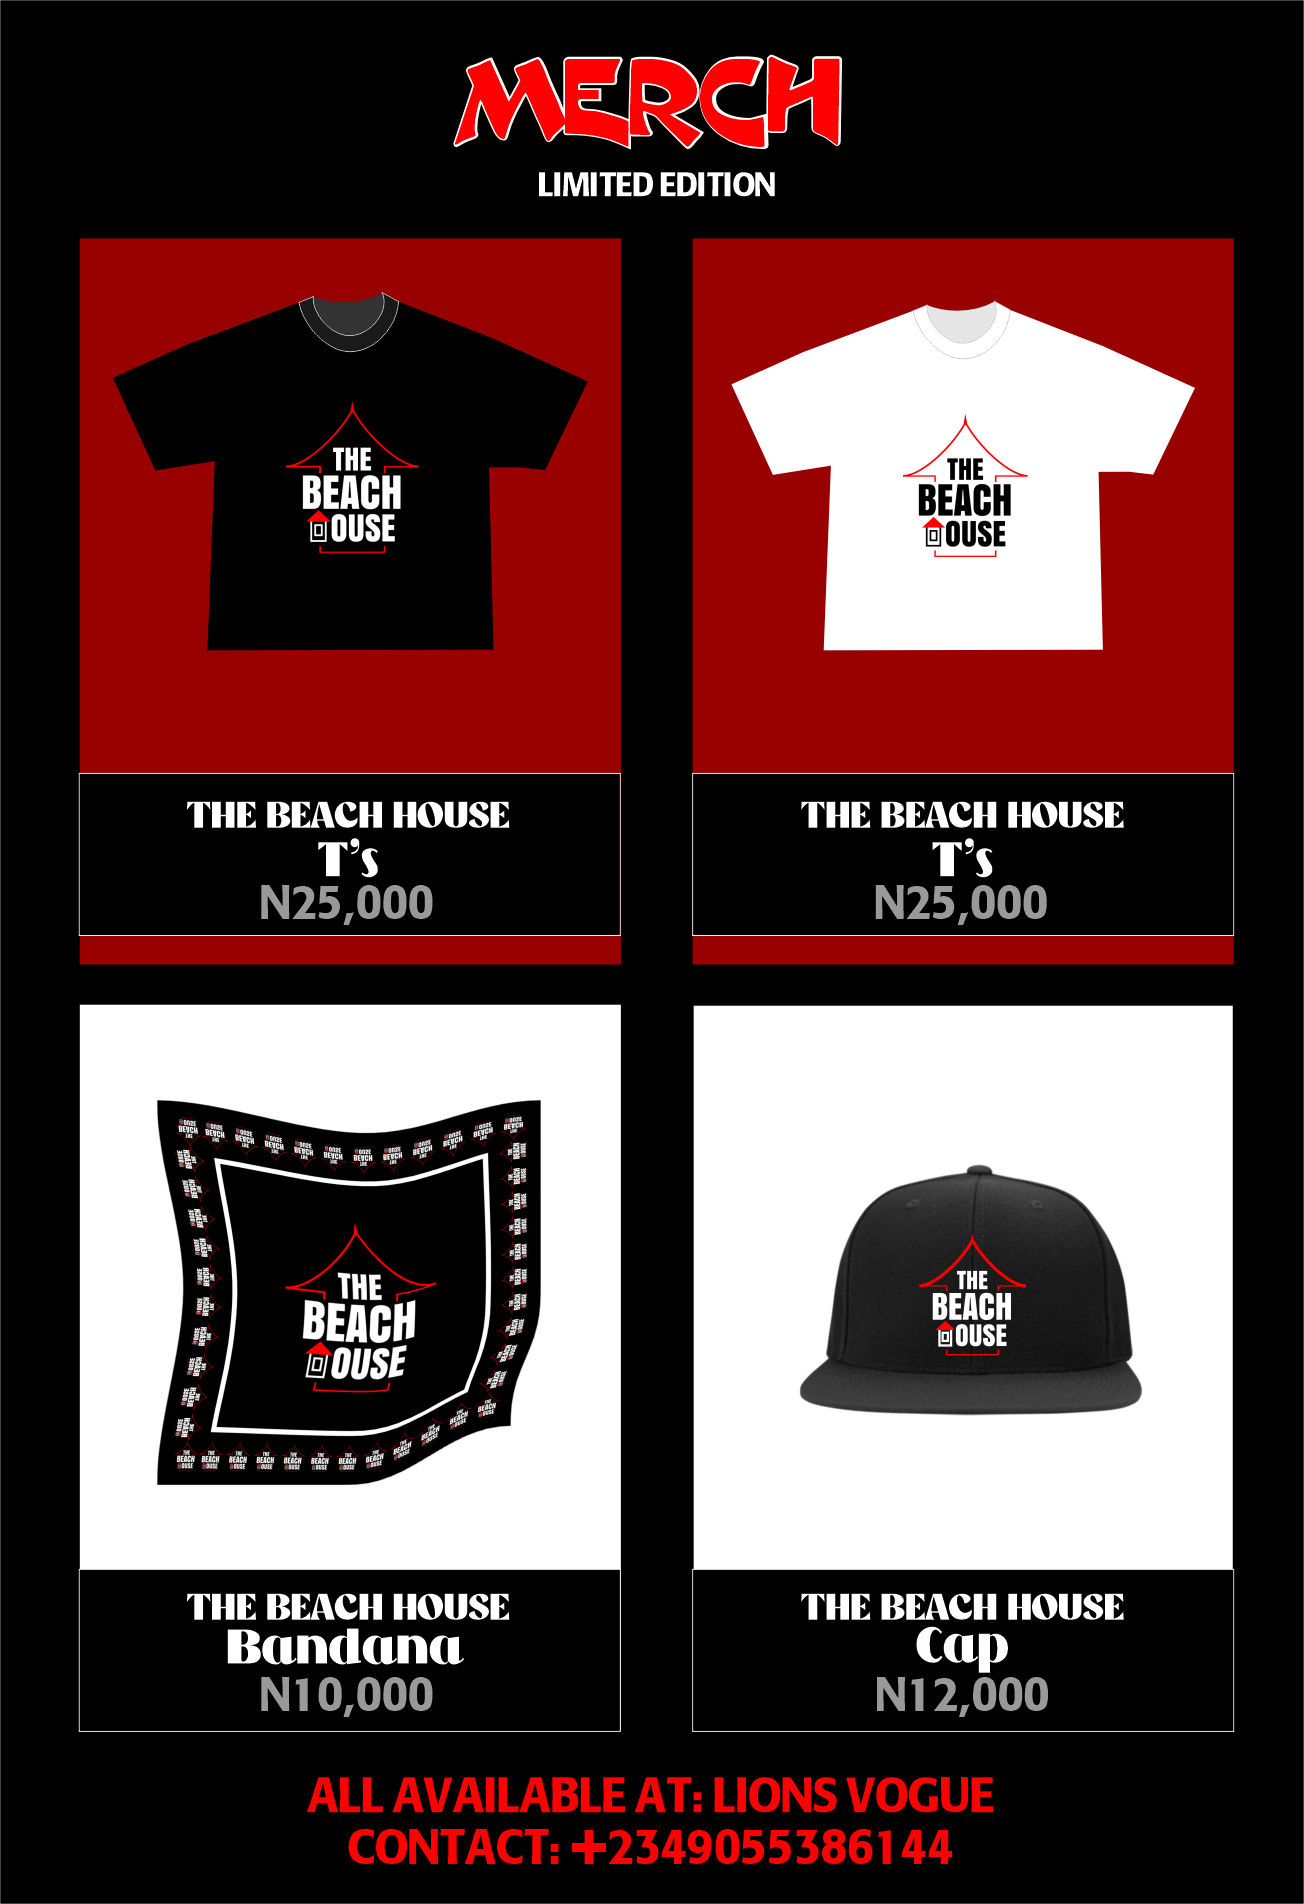 MERCH
LIMITED EDITION
THE
BEACH
OUSE
THE
BEACH
OUSE
THE BEACH HOUSE
T's
N25,000
THE BEACH HOUSE
T's
N25,000
THE
BEACH
OUSE
THE
BEACH
OUSE
THE BEACH HOUSE
Bandana
N10,000
THE BEACH HOUSE
Cap
N12,000
ALL AVAILABLE AT: LIONS VOGUE
CONTACT: +2349055386144